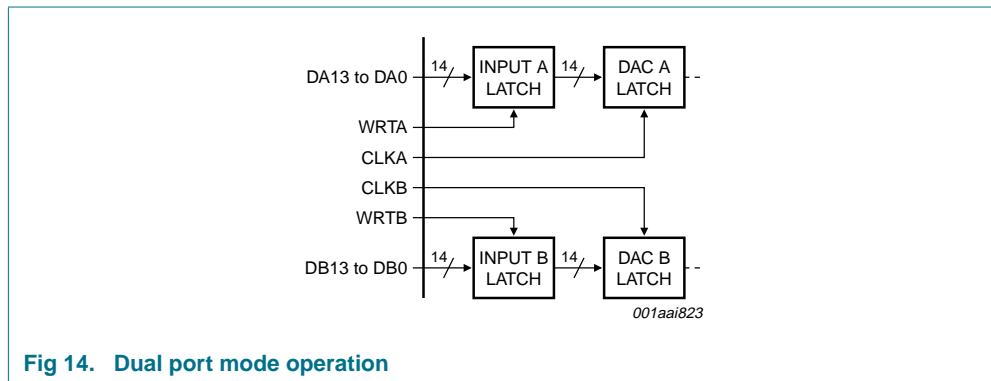 DA13 to DA0
14
INPUT A
LATCH
14
DAC A
LATCH
WRTA
CLKA
CLKB
WRTB
DB13 to DB0
14
INPUT B
LATCH
14
DAC B
LATCH
001aai823
Fig 14. Dual port mode operation